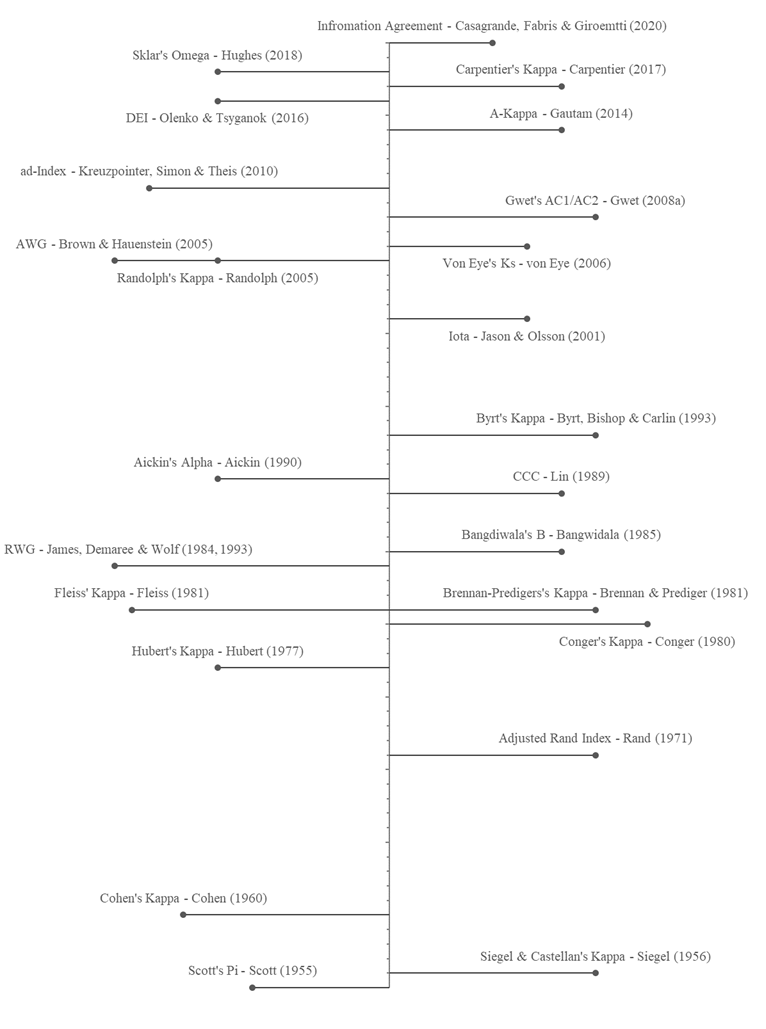 Infromation Agreement - Casagrande, Fabris & Giroemtti (2020)
Sklar's Omega - Hughes (2018)
Carpentier's Kappa - Carpentier (2017)
DEI - Olenko & Tsyganok (2016)
A-Kappa - Gautam (2014)
ad-Index - Kreuzpointer, Simon & Theis (2010)
Gwet's AC1/AC2 - Gwet (2008a)
AWG - Brown & Hauenstein (2005)
Von Eye's Ks - von Eye (2006)
Randolph's Kappa - Randolph (2005)
Iota - Jason & Olsson (2001)
Byrt's Kappa - Byrt, Bishop & Carlin (1993)
Aickin's Alpha - Aickin (1990)
CCC - Lin (1989)
Bangdiwala's B - Bangwidala (1985)
RWG - James, Demaree & Wolf (1984, 1993)
Fleiss' Kappa - Fleiss (1981)
Brennan-Predigers's Kappa - Brennan & Prediger (1981)
Conger's Kappa - Conger (1980)
Hubert's Kappa - Hubert (1977)
Adjusted Rand Index - Rand (1971)
Cohen's Kappa - Cohen (1960)
Siegel & Castellan's Kappa - Siegel (1956)
Scott's Pi - Scott (1955)